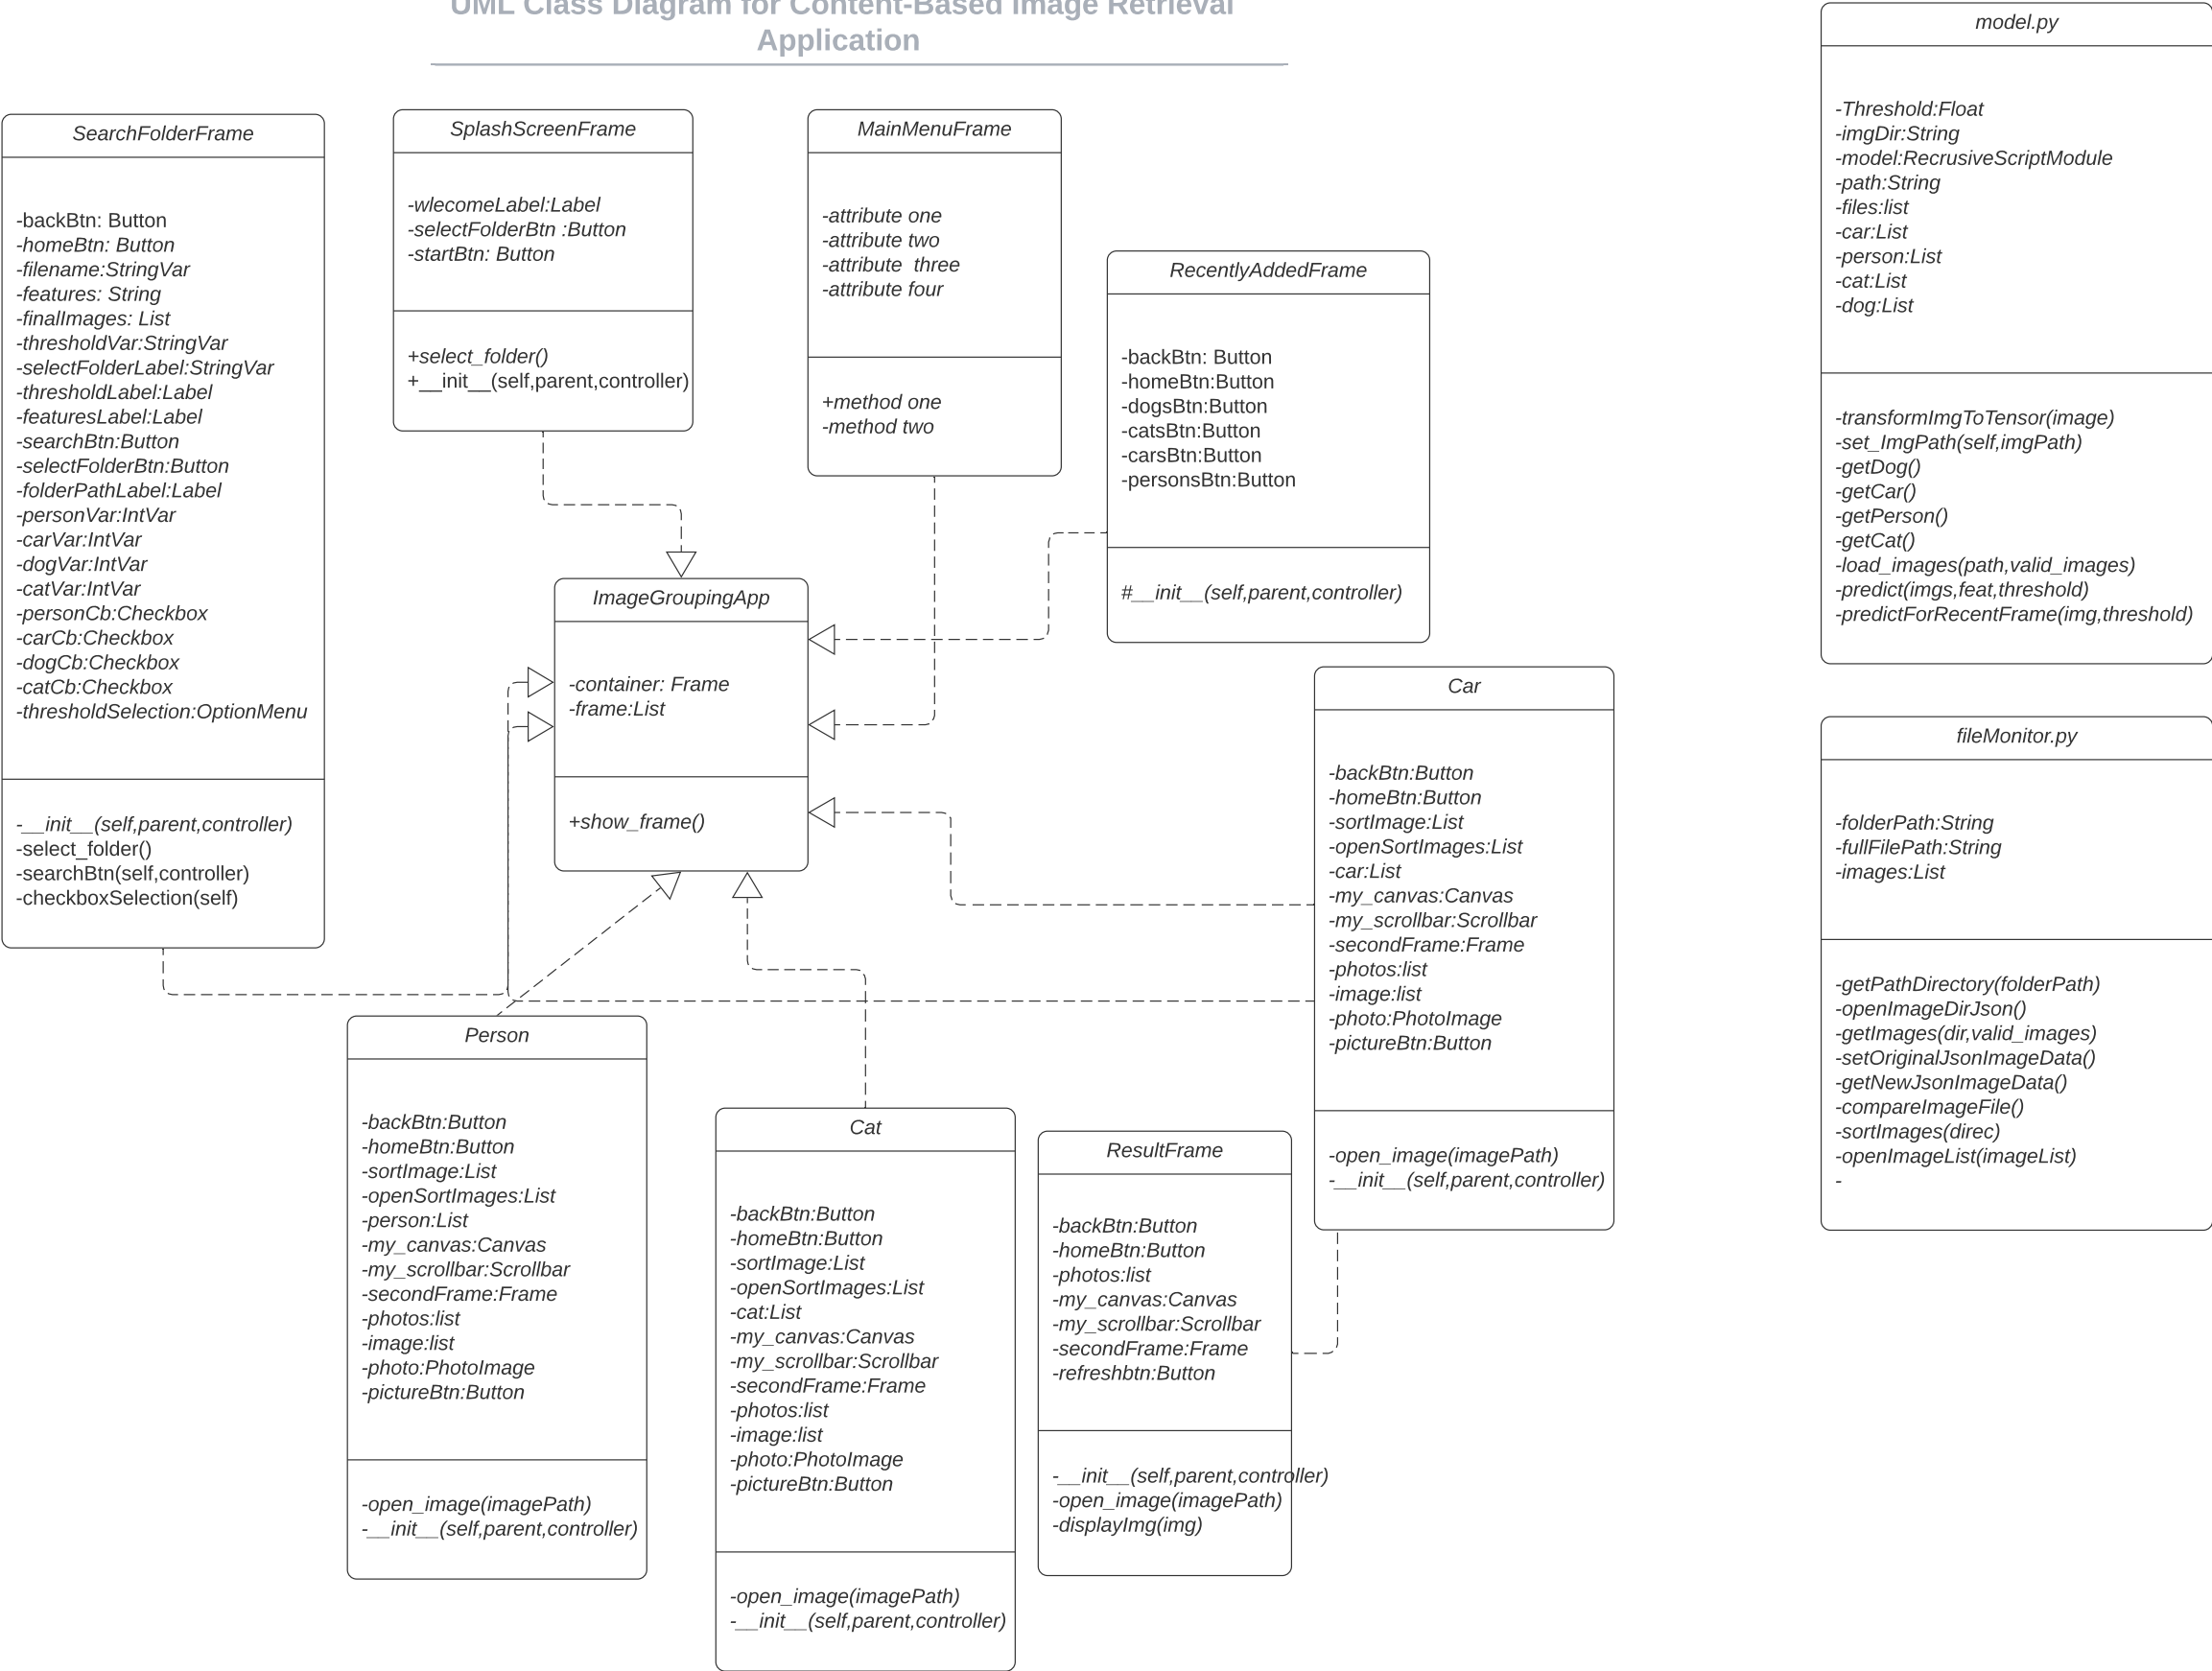 UML Class Diagram for Content-Based Image Retrieval
Application
SearchFolderFrame
-backBtn: Button
-homeBtn: Button
-filename:StringVar
-features: String
-finalImages: List
-thresholdVar:StringVar
-selectFolderLabel:StringVar
-thresholdLabel:Label
-featuresLabel:Label
-searchBtn:Button
-selectFolderBtn:Button
-folderPathLabel:Label
-personVar:IntVar
-carVar:IntVar
-dogVar:IntVar
-catVar:IntVar
-personCb:Checkbox
-carCb:Checkbox
-dogCb:Checkbox
-catCb:Checkbox
-thresholdSelection:OptionMenu
-__init__(self,parent,controller)
-select_folder()
-searchBtn(self,controller)
-checkboxSelection(self)
SplashScreenFrame
-wlecomeLabel:Label
-selectFolderBtn :Button
-startBtn: Button
+select_folder()
+__init__(self,parent,controller)
MainMenuFrame
-attribute one
-attribute two
-attribute  three
-attribute four
+method one
-method two
RecentlyAddedFrame
-backBtn: Button
-homeBtn:Button
-dogsBtn:Button
-catsBtn:Button
-carsBtn:Button
-personsBtn:Button
#__init__(self,parent,controller)
ImageGroupingApp
-container: Frame
-frame:List
+show_frame()
Car
-backBtn:Button
-homeBtn:Button
-sortImage:List
-openSortImages:List
-car:List
-my_canvas:Canvas
-my_scrollbar:Scrollbar
-secondFrame:Frame
-photos:list
-image:list
-photo:PhotoImage
-pictureBtn:Button
-open_image(imagePath)
-__init__(self,parent,controller)
Person
-backBtn:Button
-homeBtn:Button
-sortImage:List
-openSortImages:List
-person:List
-my_canvas:Canvas
-my_scrollbar:Scrollbar
-secondFrame:Frame
-photos:list
-image:list
-photo:PhotoImage
-pictureBtn:Button
-open_image(imagePath)
-__init__(self,parent,controller)
Cat
-backBtn:Button
-homeBtn:Button
-sortImage:List
-openSortImages:List
-cat:List
-my_canvas:Canvas
-my_scrollbar:Scrollbar
-secondFrame:Frame
-photos:list
-image:list
-photo:PhotoImage
-pictureBtn:Button
-open_image(imagePath)
-__init__(self,parent,controller)
ResultFrame
-backBtn:Button
-homeBtn:Button
-photos:list
-my_canvas:Canvas
-my_scrollbar:Scrollbar
-secondFrame:Frame
-refreshbtn:Button
-__init__(self,parent,controller)
-open_image(imagePath)
-displayImg(img)
model.py
-Threshold:Float
-imgDir:String
-model:RecrusiveScriptModule
-path:String
-files:list
-car:List
-person:List
-cat:List
-dog:List
-transformImgToTensor(image)
-set_ImgPath(self,imgPath)
-getDog()
-getCar()
-getPerson()
-getCat()
-load_images(path,valid_images)
-predict(imgs,feat,threshold)
-predictForRecentFrame(img,threshold)
fileMonitor.py
-folderPath:String
-fullFilePath:String
-images:List
-getPathDirectory(folderPath)
-openImageDirJson()
-getImages(dir,valid_images)
-setOriginalJsonImageData()
-getNewJsonImageData()
-compareImageFile()
-sortImages(direc)
-openImageList(imageList)
-